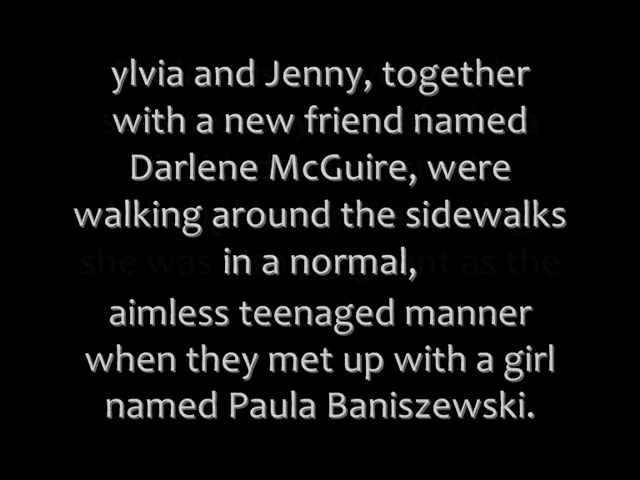 ylvia and Jenny, together
with a new friend named
Darlene McGuire, were
walking around the sidewalks
in a normal,
aimless teenaged manner
when they met up with a girl
named Paula Baniszewski.